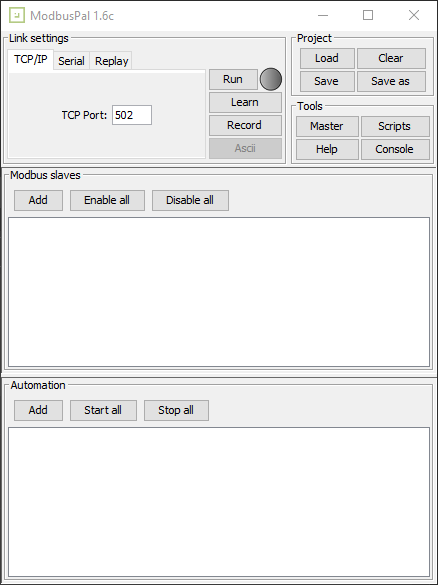 ModbusPal 1.6c
Link settings
TCP/IP Serial Replay
TCP Port: 502
Run
Learn
Record
Ascii
Project
Load Clear
Save Save as
Tools
Master Scripts
Help Console
Modbus slaves
Add Enable all Disable all
Automation
Add Start all Stop all